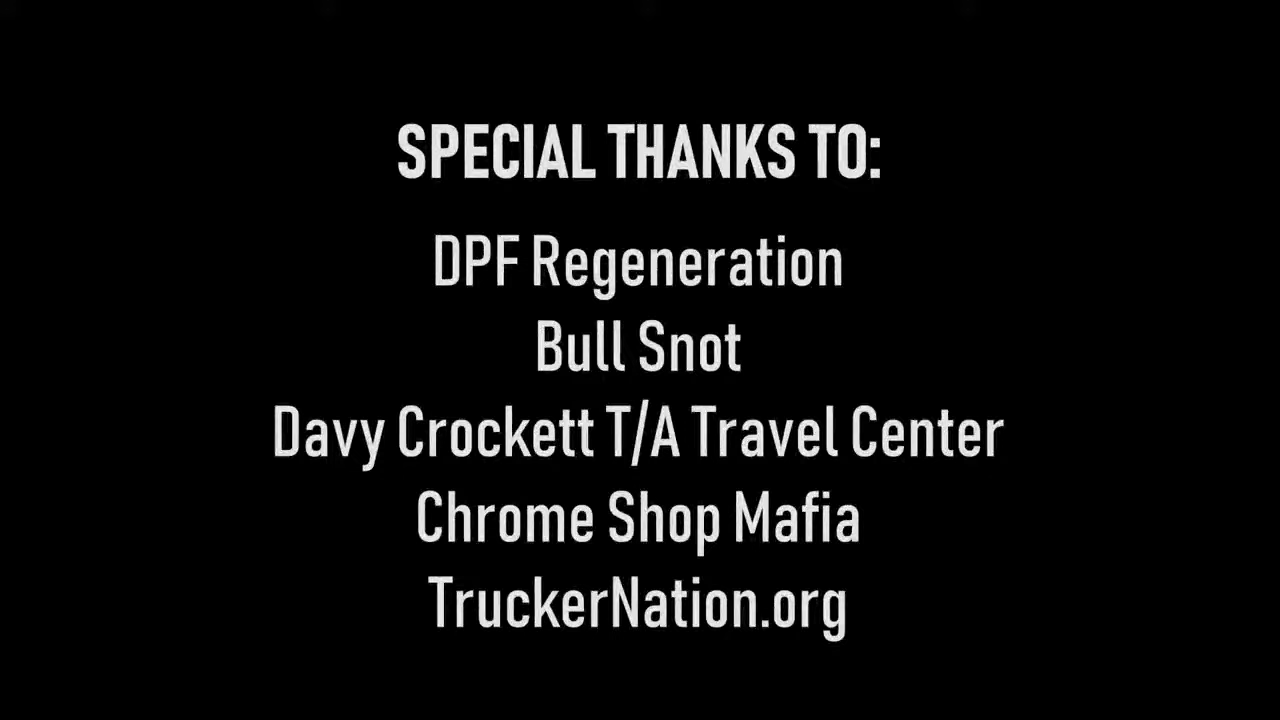 SPECIAL THANKS TO:
DPF Regeneration
Bull Snot
Davy Crockett T/A Travel Center
Chrome Shop Mafia
TruckerNation.org